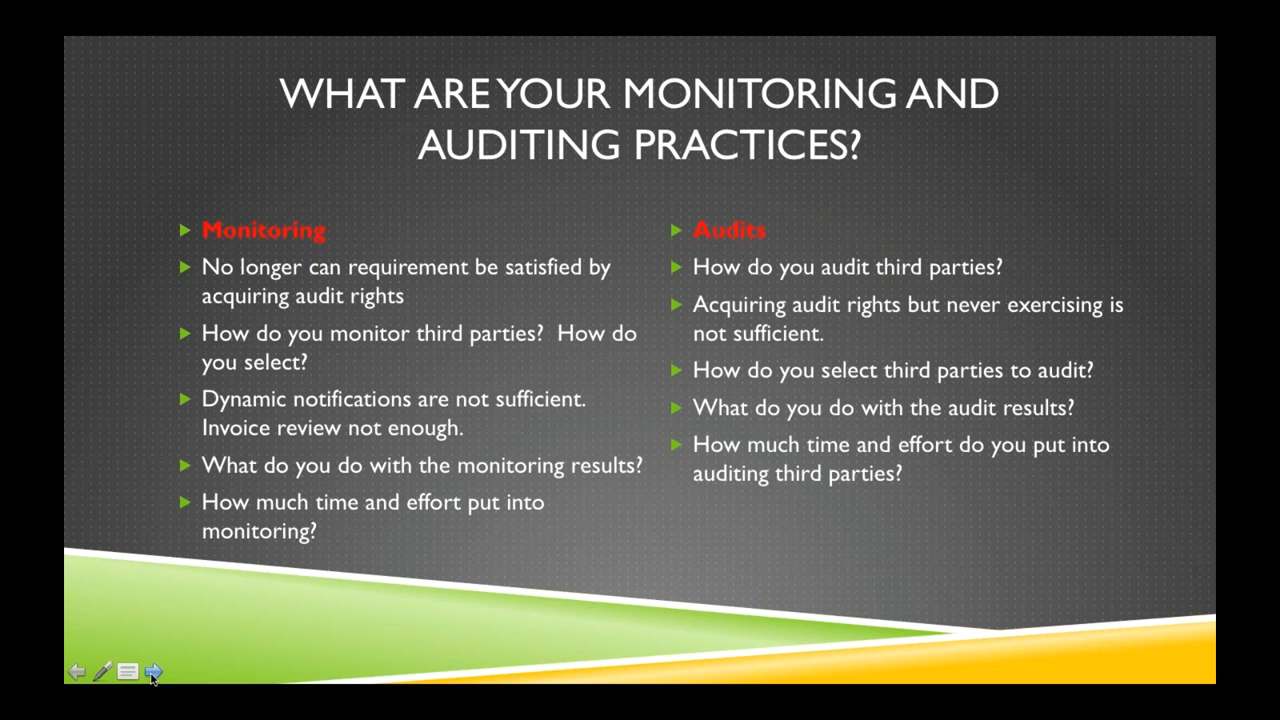 WHAT ARE YOUR MONITORING AND
AUDITING PRACTICES?
Monitoring
No longer can requirement be satisfied by
acquiring audit rights
How do you monitor third parties?  How do
you select?
Dynamic notifications are not sufficient.
Invoice review not enough.
What do you do with the monitoring results?
How much time and effort put into
monitoring?
Audits
How do you audit third parties?
Acquiring audit rights but never exercising is
not sufficient.
How do you select third parties to audit?
What do you do with the audit results?
How much time and effort do you put into
auditing third parties?